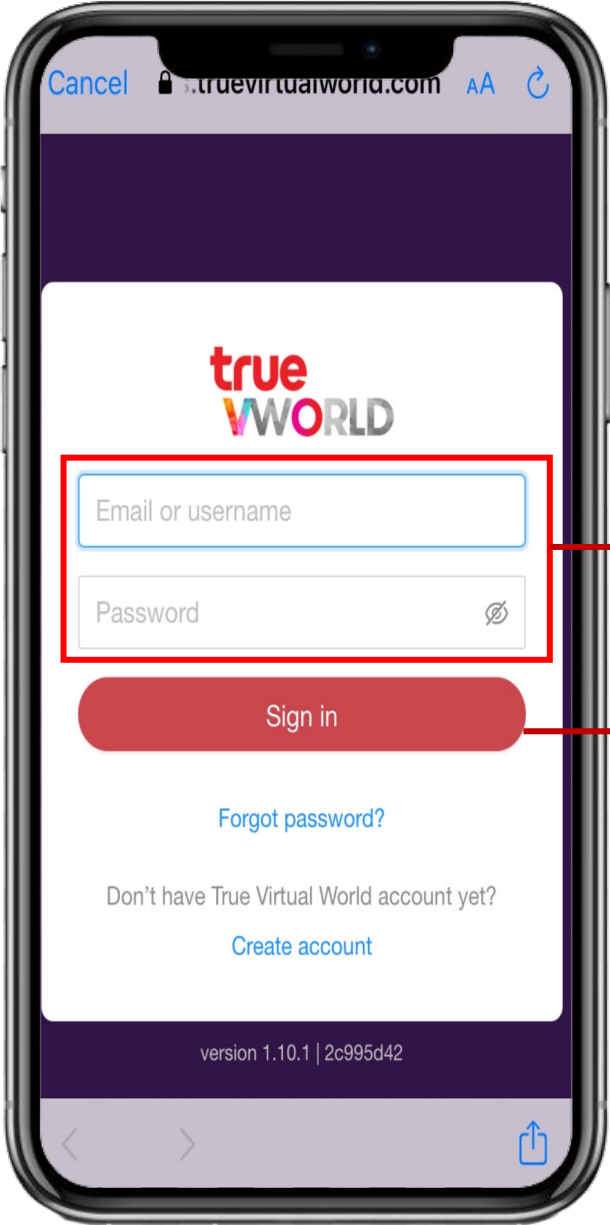 Cancel .truevirtualworld.com AA
true
VWORLD
Email or username
Password
Sign in
Forgot password?
Don't have True Virtual World account yet?
Create account
version 1.10.1 | 2c995d42